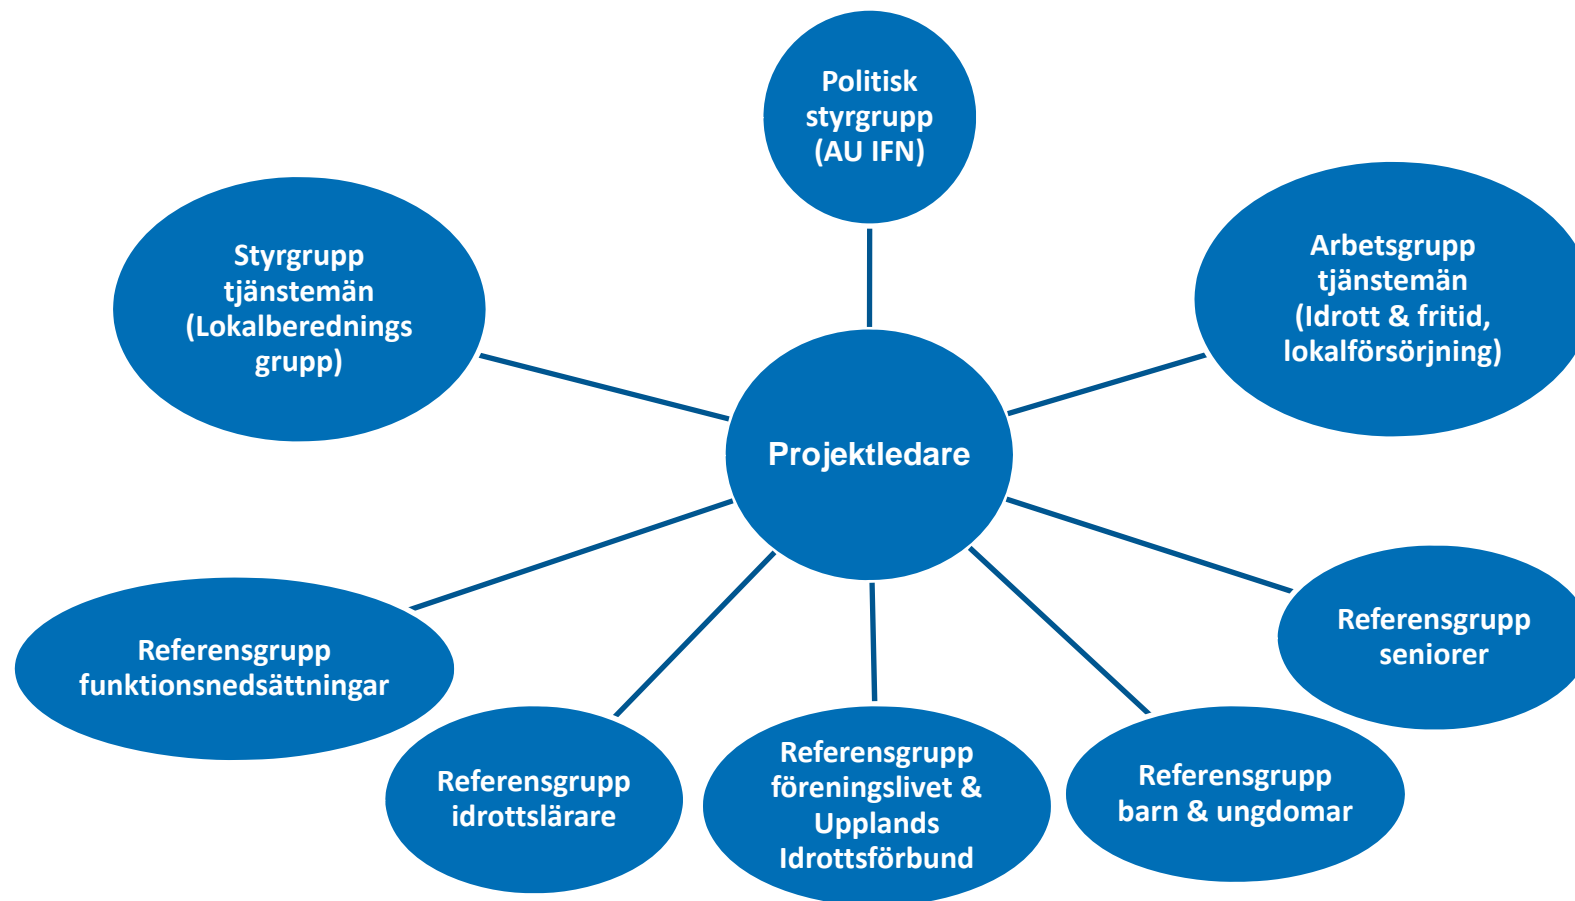 Politisk
styrgrupp
(AU IFN)
Styrgrupp
tjänstemän
(Lokalberednings
grupp)
Arbetsgrupp
tjänstemän
(Idrott & fritid,
lokalförsörjning)
Projektledare
Referensgrupp
funktionsnedsättningar
Referensgrupp
idrottslärare
Referensgrupp
föreningslivet &
Upplands
Idrottsförbund
Referensgrupp
barn & ungdomar
Referensgrupp
seniorer